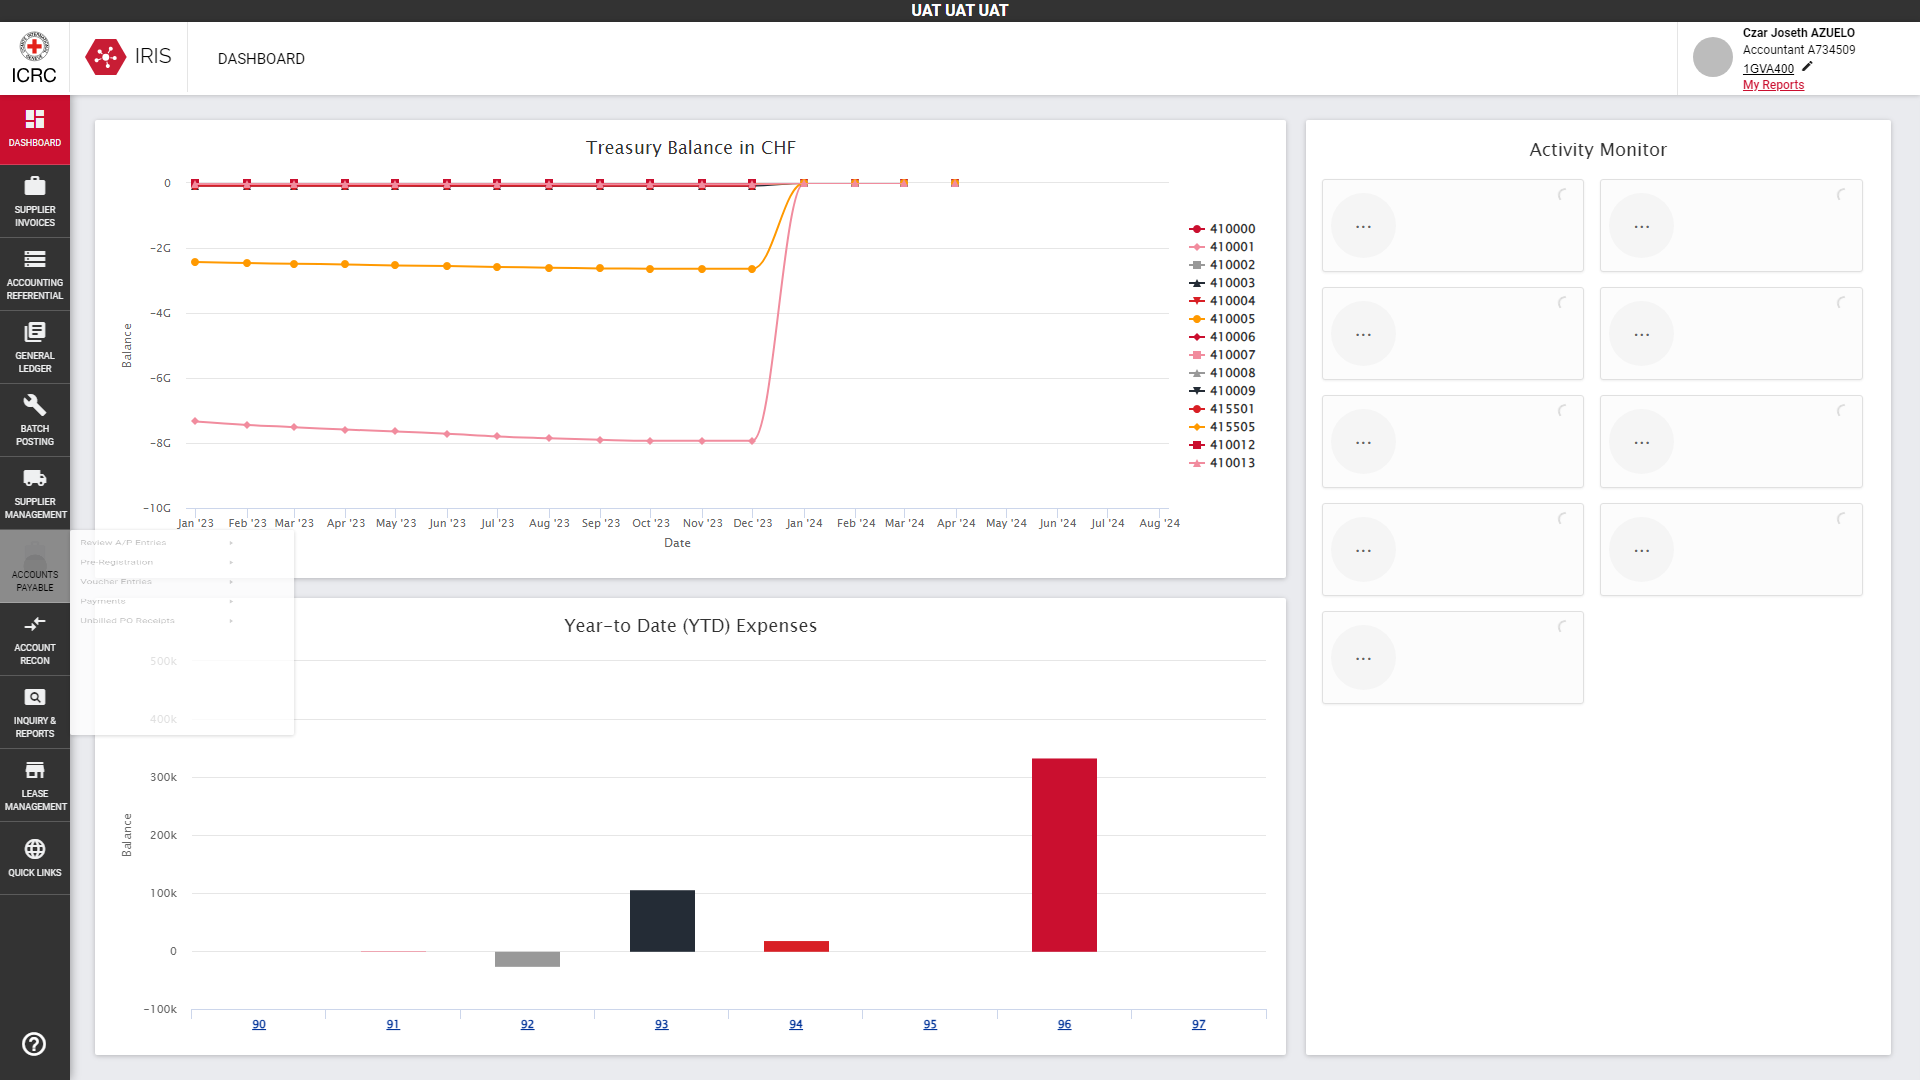 UAT UAT UAT
ICRC
IRIS
DASHBOARD
Czar Joseth AZUELO
Accountant A734509
1GVA400
My Reports
DASHBOARD
SUPPLIER
INVOICES
ACCOUNTING
REFERENTIAL
GENERAL
LEDGER
BATCH
POSTING
SUPPLIER
MANAGEMENT
ACCOUNTS
PAYABLE
ACCOUNT
RECON
INQUIRY &
REPORTS
LEASE
MANAGEMENT
QUICK LINKS
Review A/P Entries
Pre-Registration
Voucher Entries
Payments
Unbilled PO Receipts
Treasury Balance in CHF
Balance
0
−2G
−4G
−6G
−8G
−10G
Jan '23 Feb '23 Mar '23 Apr '23 May '23 Jun '23 Jul '23 Aug '23 Sep '23 Oct '23 Nov '23 Dec '23 Jan '24 Feb '24 Mar '24 Apr '24 May '24 Jun '24 Jul '24 Aug '24
Date
410000
410001
410002
410003
410004
410005
410006
410007
410008
410009
415501
415505
410012
410013
Year-to Date (YTD) Expenses
Balance
500k
400k
300k
200k
100k
0
−100k
90 91 92 93 94 95 96 97
Activity Monitor
... ...
... ...
... ...
... ...
...